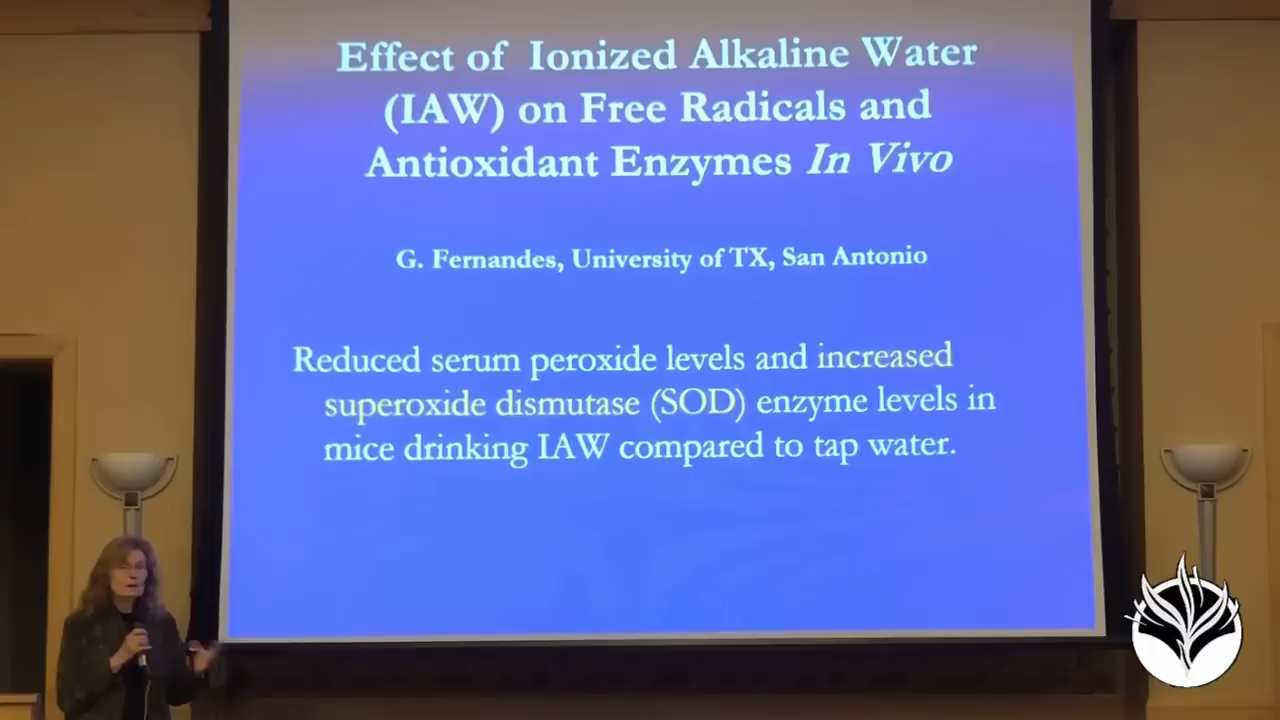 Effect of Ionized Alkaline Water
(IAW) on Free Radicals and
Antioxidant Enzymes In Vivo
G. Fernandes, University of TX, San Antonio
Reduced serum peroxide levels and increased
superoxide dismutase (SOD) enzyme levels in
mice drinking IAW compared to tap water.